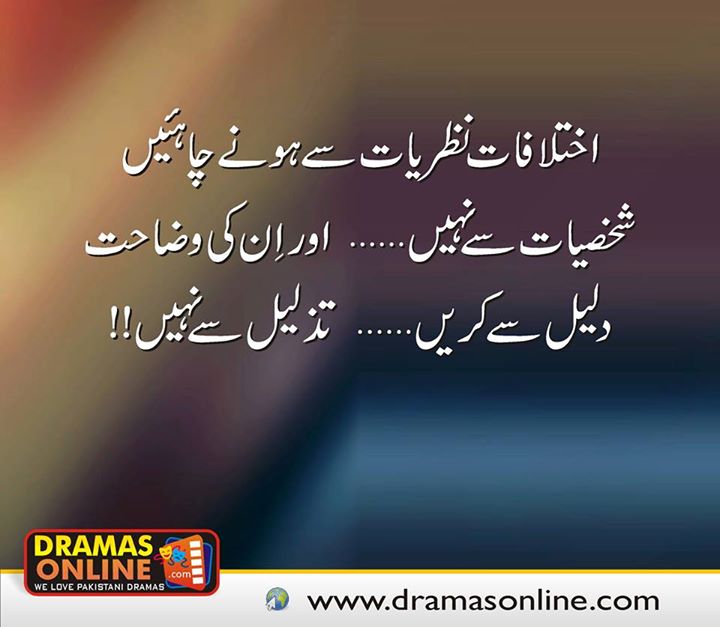 اختلافات نظریات سے ہونے چاہئیں
شخصیات سے نہیں...... اور اِن کی وضاحت
دلیل سے کریں...... تذلیل سے نہیں!!
DRAMAS
ONLINE
.com
WE LOVE PAKISTANI DRAMAS
www.dramasonline.com